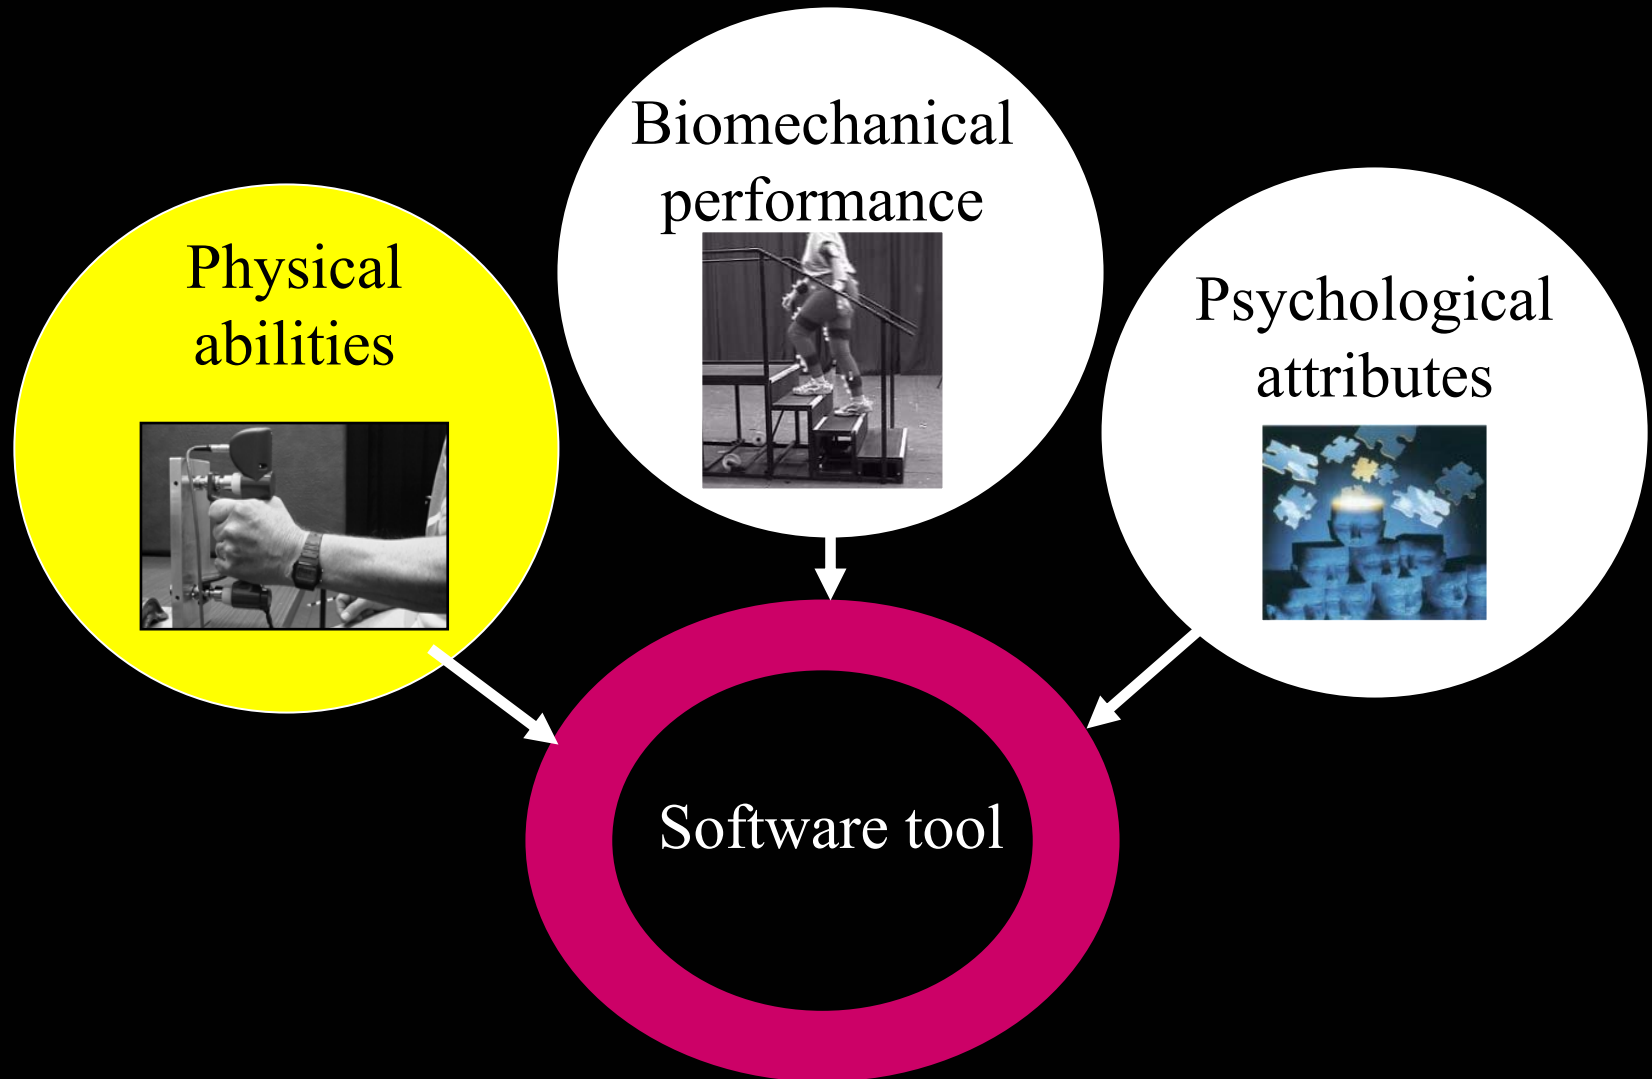 Biomechanical
performance
Physical
abilities
Psychological
attributes
Software tool